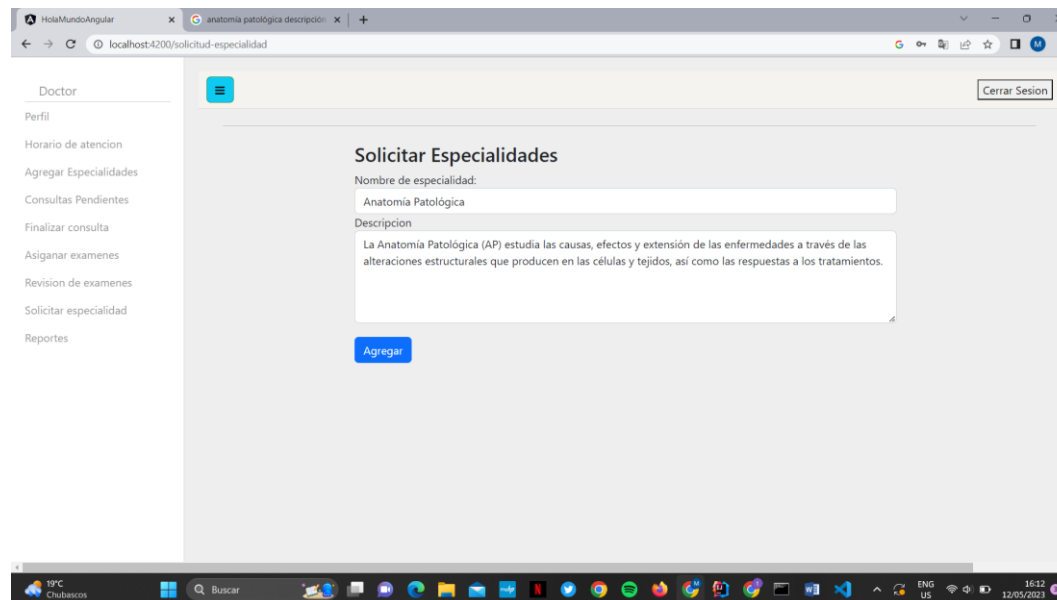 HolaMundoAngular
anatomía patológica descripción
localhost:4200/solicitud-especialidad
M
Doctor
Cerrar Sesion
Perfil
Horario de atencion
Agregar Especialidades
Consultas Pendientes
Finalizar consulta
Asiganar examenes
Revision de examenes
Solicitar especialidad
Reportes
Solicitar Especialidades
Nombre de especialidad:
Anatomía Patológica
Descripcion
La Anatomía Patológica (AP) estudia las causas, efectos y extensión de las enfermedades a través de las
alteraciones estructurales que producen en las células y tejidos, así como las respuestas a los tratamientos.
Agregar
19°C
Chubascos
Buscar
ENG
US
16:12
12/05/2023